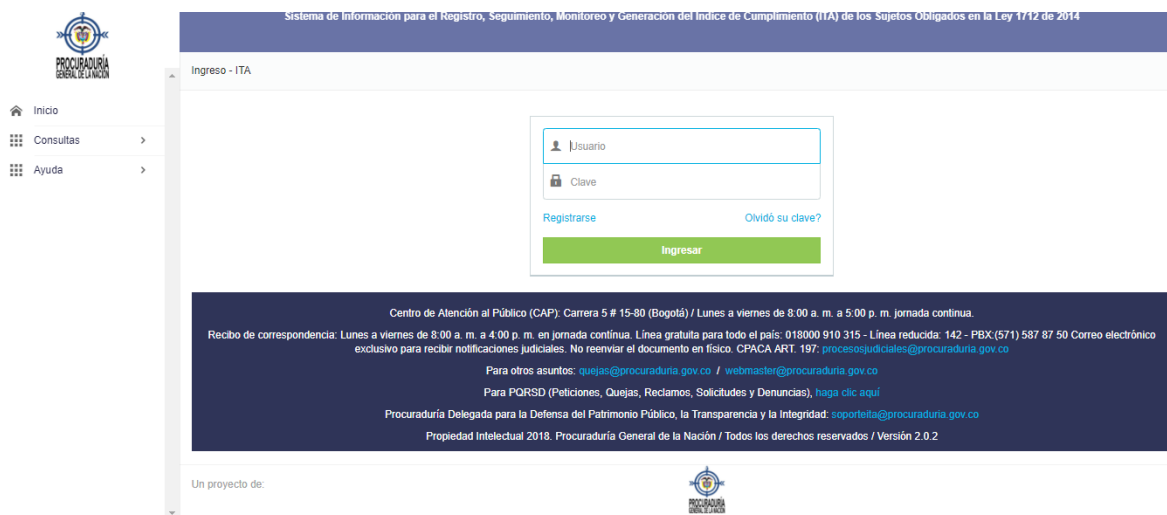 Sistema de Información para el Registro, Seguimiento, Monitoreo y Generación del Indice de Cumplimiento (ITA) de los Sujetos Obligados en la Ley 1712 de 2014
PROCURADURÍA
GENERAL DE LA NACIÓN
Ingreso - ITA
Inicio
Consultas
Ayuda
Usuario
Clave
Registrarse Olvidó su clave?
Ingresar
Centro de Atención al Público (CAP): Carrera 5 # 15-80 (Bogotá) / Lunes a viernes de 8:00 a. m. a 5:00 p. m. jornada continua.
Recibo de correspondencia: Lunes a viernes de 8:00 a. m. a 4:00 p. m. en jornada contínua. Línea gratuita para todo el país: 018000 910 315 - Línea reducida: 142 - PBX:(571) 587 87 50 Correo electrónico
exclusivo para recibir notificaciones judiciales. No reenviar el documento en físico. CPACA ART. 197: procesosjudiciales@procuraduria.gov.co
Para otros asuntos: quejas@procuraduria.gov.co / webmaster@procuraduria.gov.co
Para PQRSD (Peticiones, Quejas, Reclamos, Solicitudes y Denuncias), haga clic aquí
Procuraduría Delegada para la Defensa del Patrimonio Público, la Transparencia y la Integridad: soporteita@procuraduria.gov.co
Propiedad Intelectual 2018. Procuraduría General de la Nación / Todos los derechos reservados / Versión 2.0.2
Un proyecto de:
PROCURADURÍA
GENERAL DE LA NACIÓN